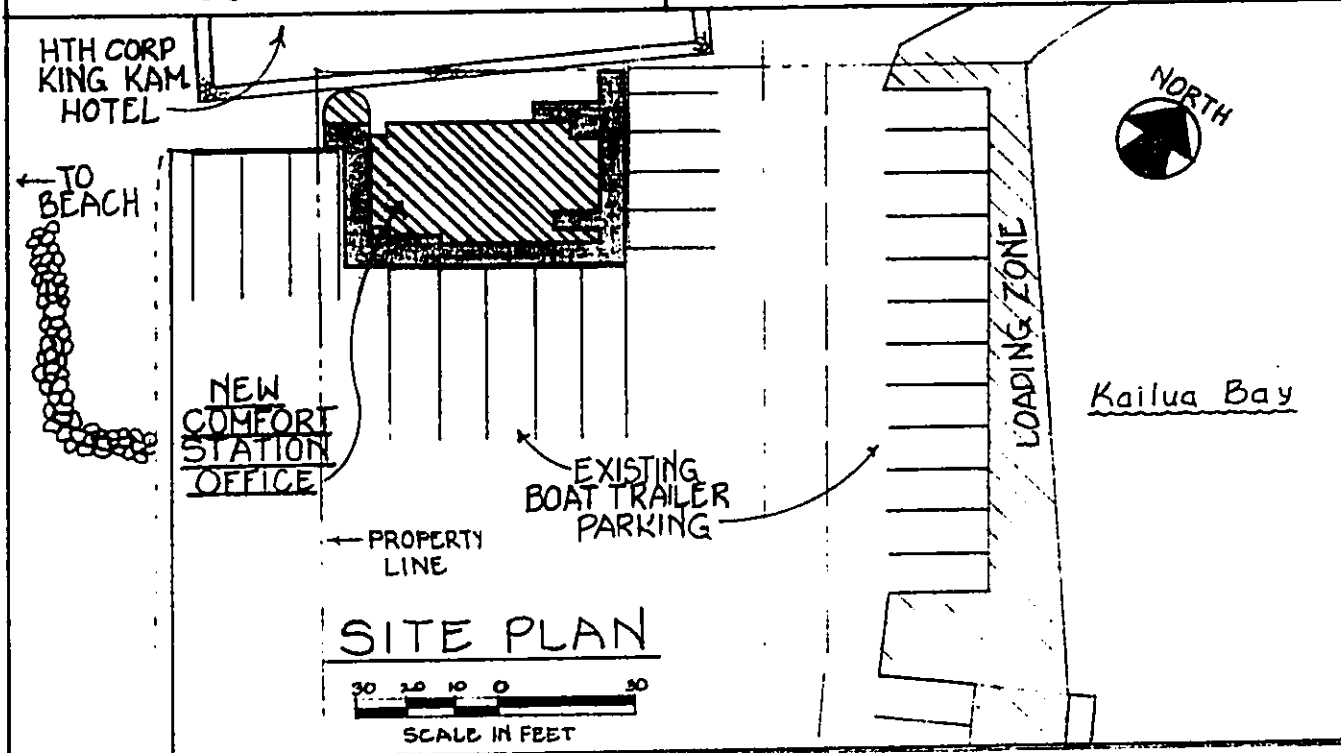 HTH CORP
KING KAM
HOTEL
NORTH
←TO
BEACH
LOADING ZONE
Kailua Bay
NEW
COMFORT
STATION
OFFICE
EXISTING
BOAT TRAILER
PARKING
←PROPERTY
LINE
SITE PLAN
30 20 10 0 30
SCALE IN FEET